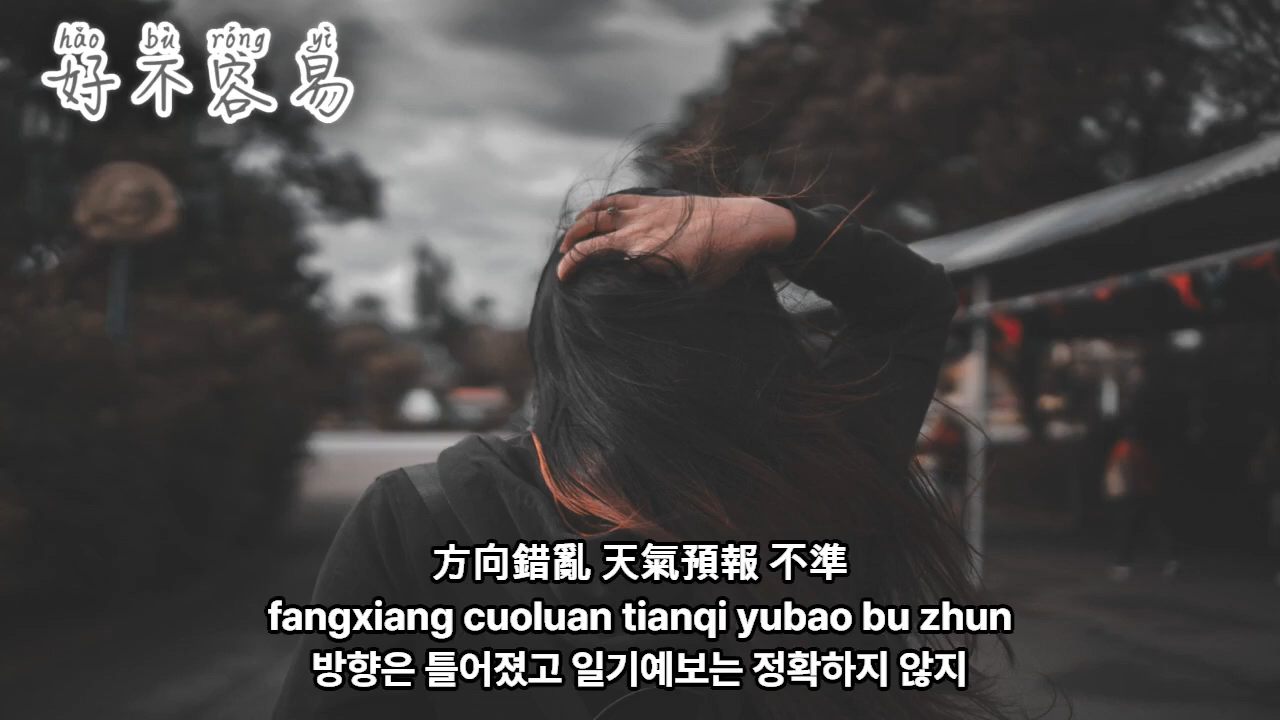 hǎo bù róng yì
好不容易
方向錯亂 天氣預報 不準
fangxiang cuoluan tianqi yubao bu zhun
방향은 틀어졌고 일기예보는 정확하지 않지